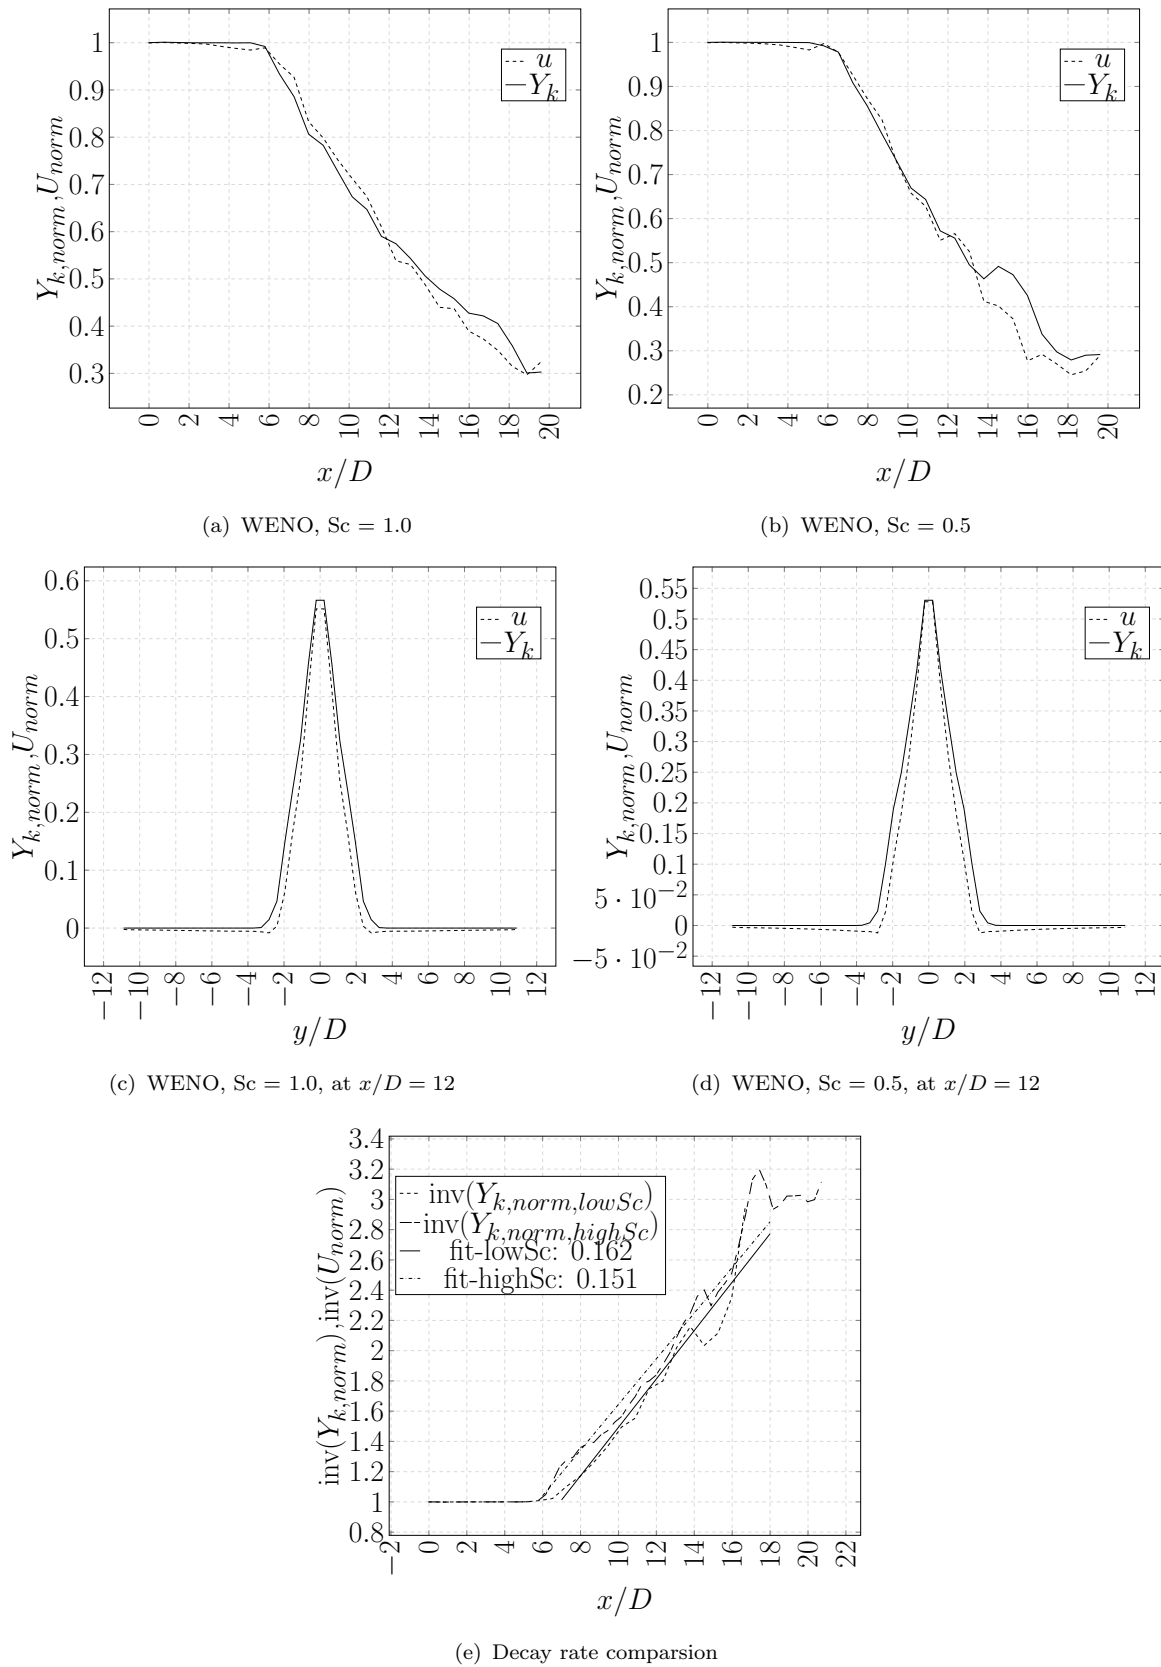 1
0.9
0.8
0.7
0.6
0.5
0.4
0.3
Y_{k,norm},U_{norm}
u
Y_k
0 2 4 6 8 10 12 14 16 18 20
x/D
(a) WENO, Sc = 1.0
1
0.9
0.8
0.7
0.6
0.5
0.4
0.3
0.2
Y_{k,norm},U_{norm}
u
Y_k
0 2 4 6 8 10 12 14 16 18 20
x/D
(b) WENO, Sc = 0.5
0.6
0.5
0.4
0.3
0.2
0.1
0
Y_{k,norm},U_{norm}
u
Y_k
−12 −10 −8 −6 −4 −2 0 2 4 6 8 10 12
y/D
(c) WENO, Sc = 1.0, at x/D = 12
0.55
0.5
0.45
0.4
0.35
0.3
0.25
0.2
0.15
0.1
5 · 10^{−2}
0
−5 · 10^{−2}
Y_{k,norm},U_{norm}
u
Y_k
−12 −10 −8 −6 −4 −2 0 2 4 6 8 10 12
y/D
(d) WENO, Sc = 0.5, at x/D = 12
3.4
3.2
3
2.8
2.6
2.4
2.2
2
1.8
1.6
1.4
1.2
1
0.8
inv(Y_{k,norm}),inv(U_{norm})
inv(Y_{k,norm,lowSc})
inv(Y_{k,norm,highSc})
fit-lowSc: 0.162
fit-highSc: 0.151
−2 0 2 4 6 8 10 12 14 16 18 20 22
x/D
(e) Decay rate comparsion